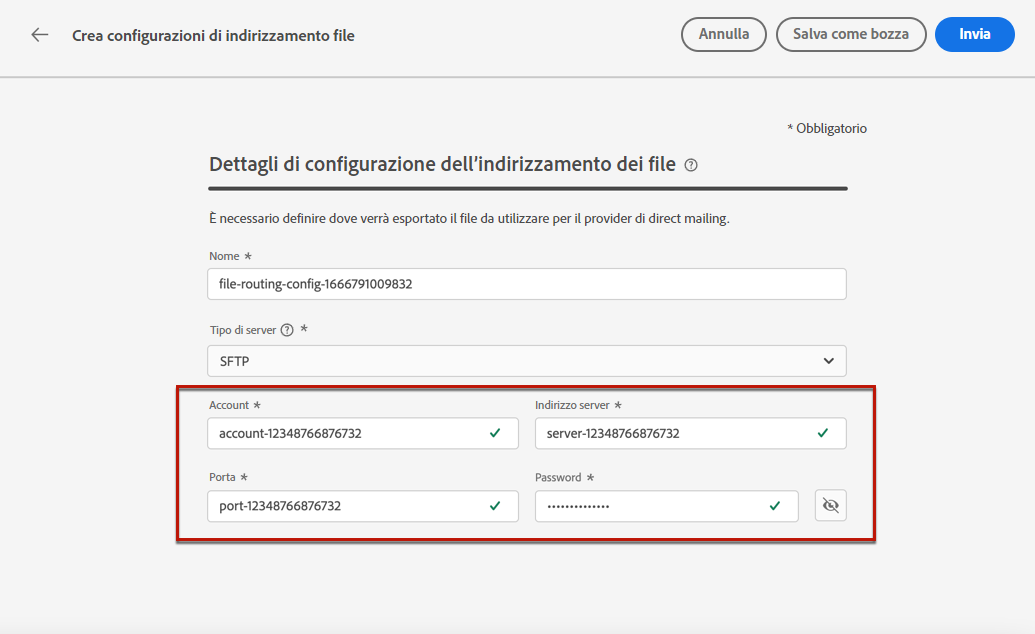 Crea configurazioni di indirizzamento file
Annulla
Salva come bozza
Invia
* Obbligatorio
Dettagli di configurazione dell'indirizzamento dei file
È necessario definire dove verrà esportato il file da utilizzare per il provider di direct mailing.
Nome *
file-routing-config-1666791009832
Tipo di server ? *
SFTP
Account * Indirizzo server *
account-12348766876732 server-12348766876732
Porta * Password *
port-12348766876732 ••••••••••••••